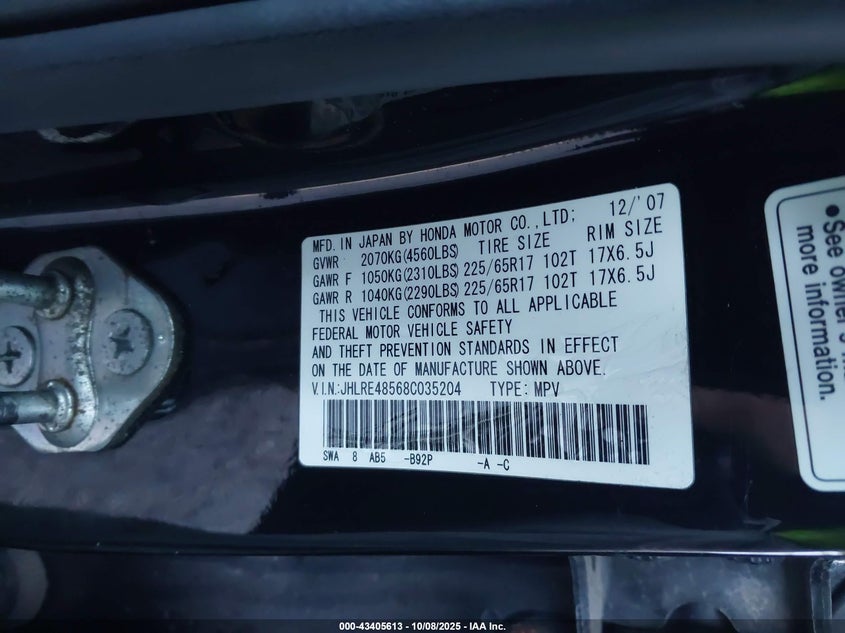 MFD. IN JAPAN BY HONDA MOTOR CO.,LTD: 12/'07
GVWR 2070KG(4560LBS) TIRE SIZE RIM SIZE
GAWR F 1050KG(2310LBS) 225/65R17 102T 17X6.5J
GAWR R 1040KG(2290LBS) 225/65R17 102T 17X6.5J
THIS VEHICLE CONFORMS TO ALL APPLICABLE
FEDERAL MOTOR VEHICLE SAFETY
AND THEFT PREVENTION STANDARDS IN EFFECT
ON THE DATE OF MANUFACTURE SHOWN ABOVE.
V.I.N:JHLRE48568C035204 TYPE: MPV
SWA 8 AB5 -B92P -A -C
●See owner's
more information.
000-43405613 - 10/08/2025 - IAA Inc.